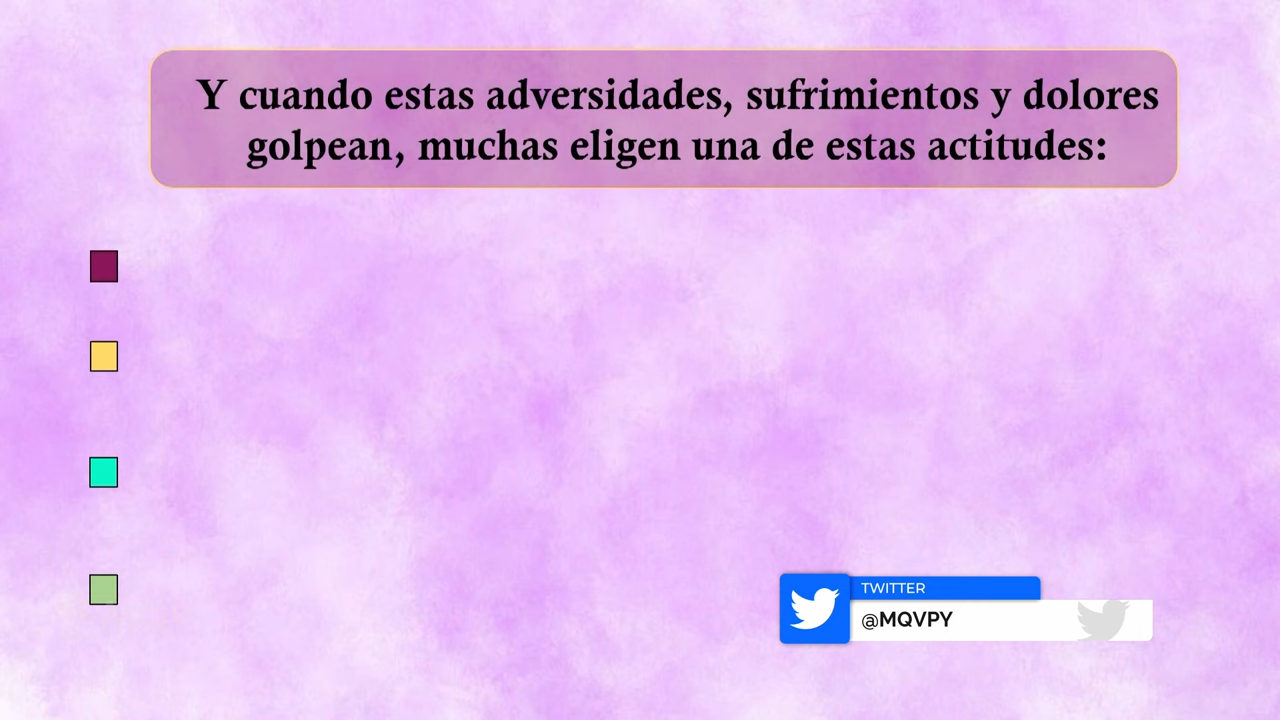 Y cuando estas adversidades, sufrimientos y dolores
golpean, muchas eligen una de estas actitudes:
TWITTER
@MQVPY